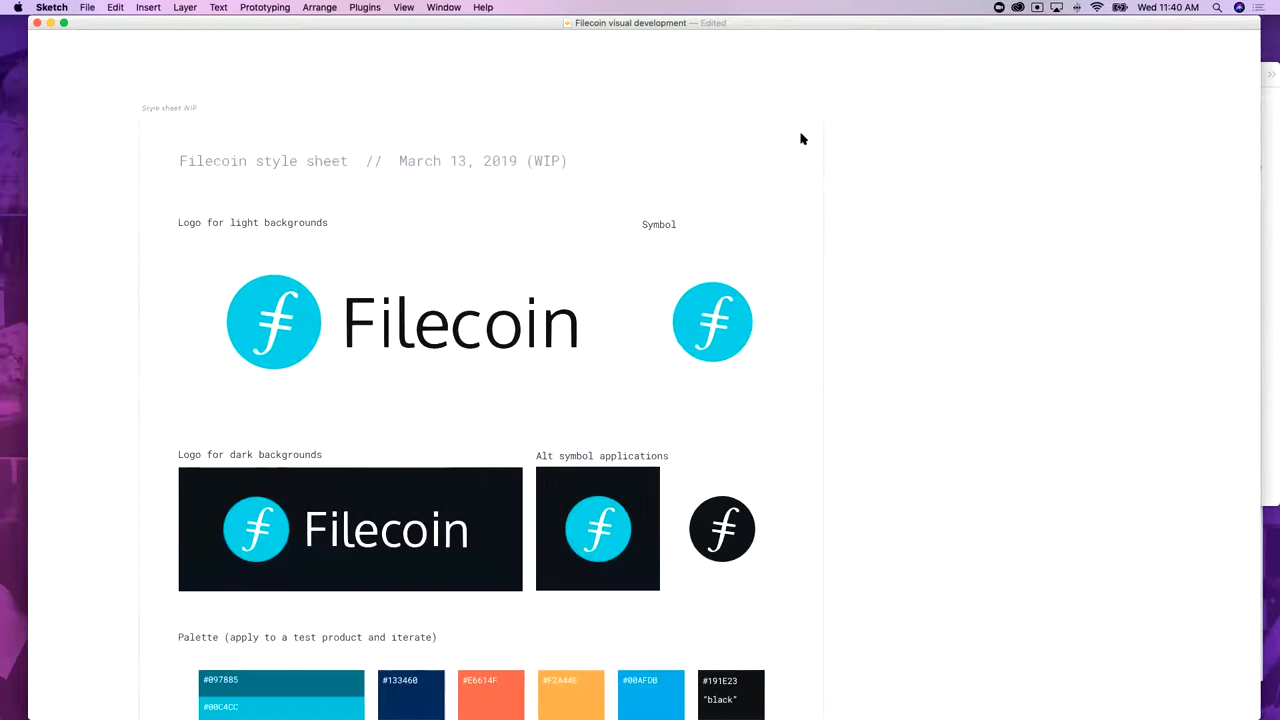 Sketch File Edit Insert Layer Text Prototyping Arrange Plugins View Window Help Wed 11:40 AM
Filecoin visual development — Edited
Style sheet WIP
Filecoin style sheet // March 13, 2019 (WIP)
Logo for light backgrounds
Symbol
Filecoin
Logo for dark backgrounds
Alt symbol applications
Filecoin
Palette (apply to a test product and iterate)
#097885
#133460
#E6614F
#F2A44E
#00AFDB
#191E23
"black"
#00C4CC